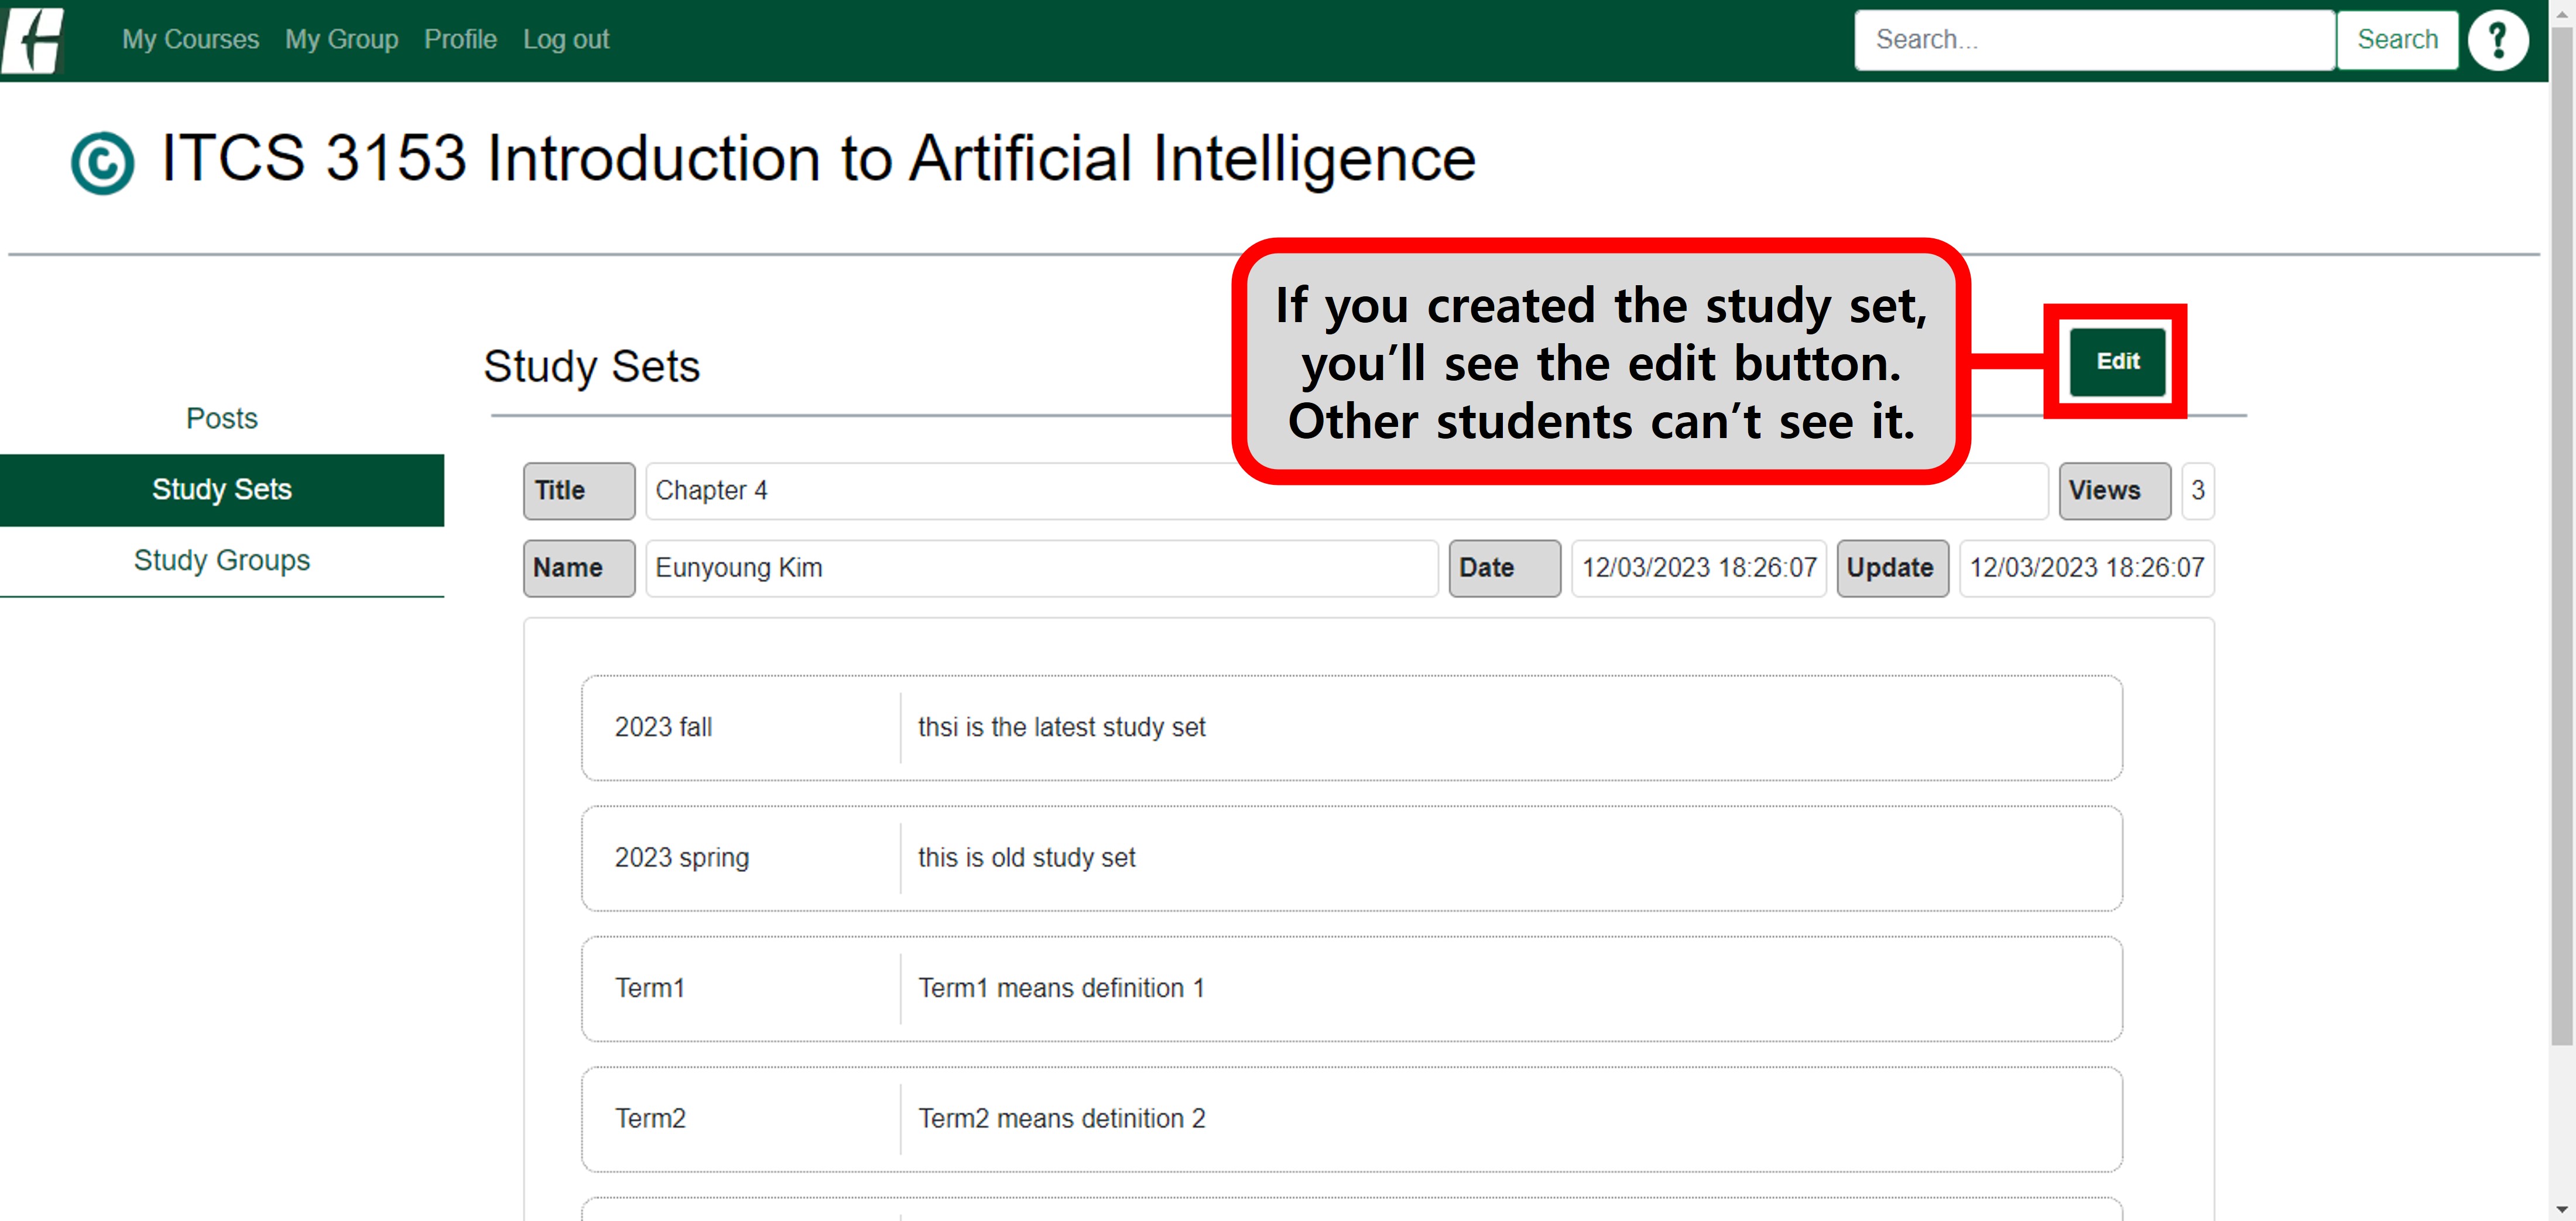 My Courses My Group Profile Log out Search... Search ?
© ITCS 3153 Introduction to Artificial Intelligence
If you created the study set,
you’ll see the edit button.
Other students can’t see it.
Edit
Study Sets
Posts
Study Sets
Study Groups
Title Chapter 4 Views 3
Name Eunyoung Kim Date 12/03/2023 18:26:07 Update 12/03/2023 18:26:07
2023 fall thsi is the latest study set
2023 spring this is old study set
Term1 Term1 means definition 1
Term2 Term2 means detinition 2